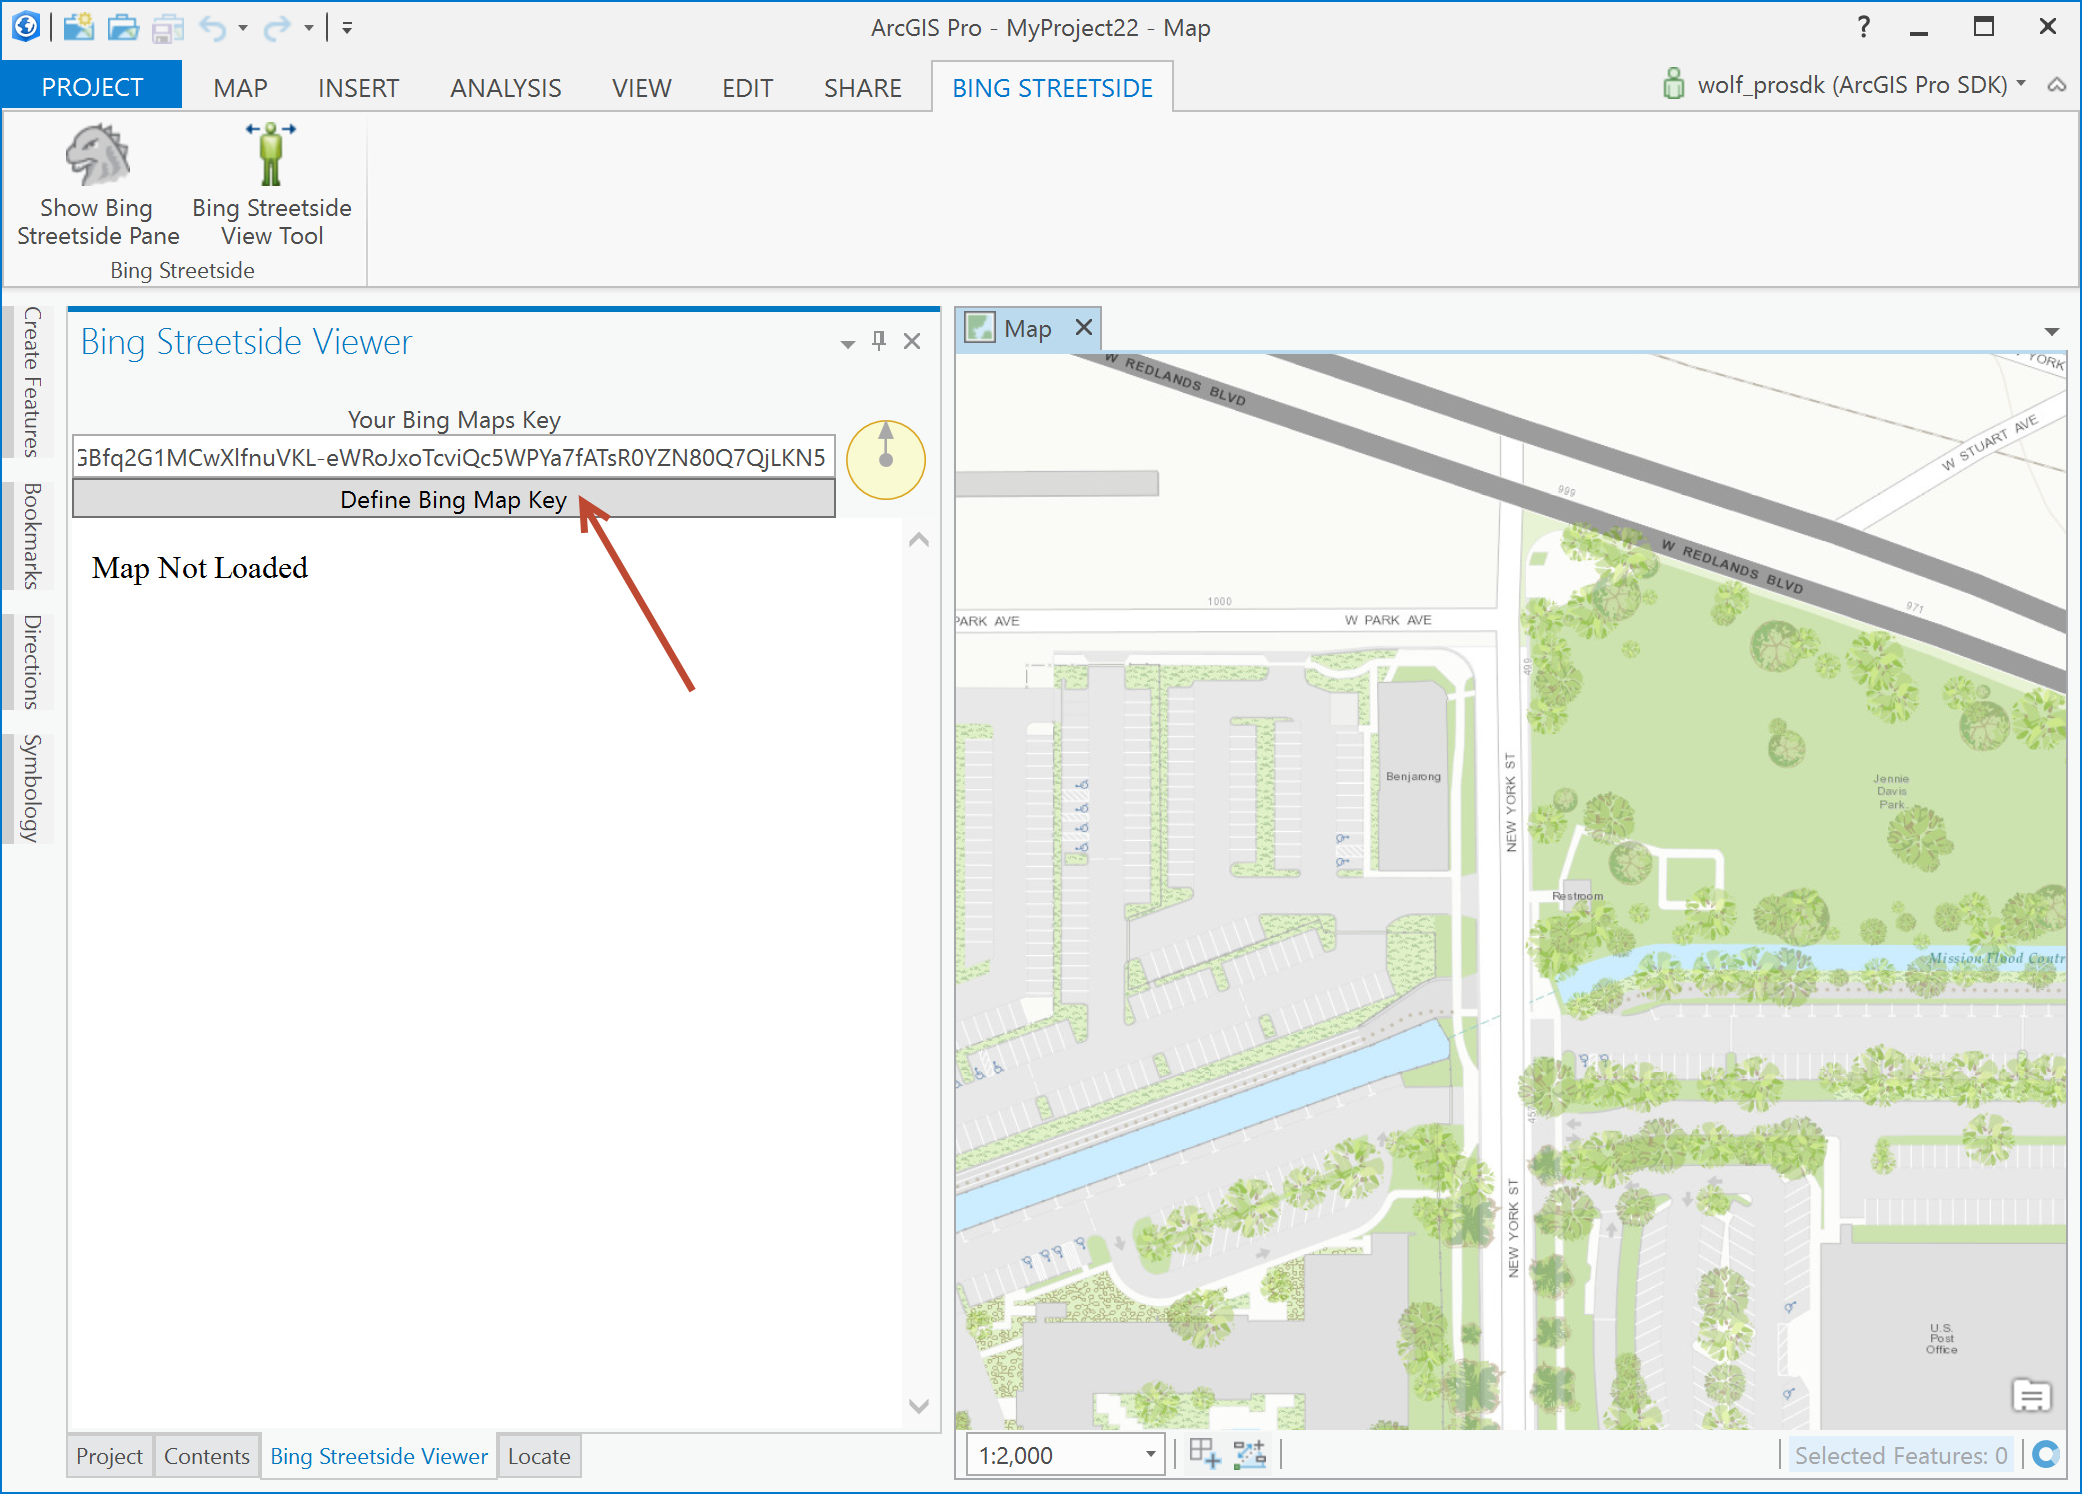 ArcGIS Pro - MyProject22 - Map
?
PROJECT
MAP
INSERT
ANALYSIS
VIEW
EDIT
SHARE
BING STREETSIDE
wolf_prosdk (ArcGIS Pro SDK)
Show Bing
Streetside Pane
Bing Streetside
View Tool
Bing Streetside
Create Features
Bookmarks
Directions
Symbology
Bing Streetside Viewer
Your Bing Maps Key
GBfq2G1MCwXlfnuVKL-eWRoJxoTcviQc5WPYa7fATsR0YZN80Q7QjLKN5
Define Bing Map Key
Map Not Loaded
Project
Contents
Bing Streetside Viewer
Locate
Map
W REDLANDS BLVD
YORK
W STUART AVE
999
W REDLANDS BLVD
971
1000
PARK AVE
W PARK AVE
499
NEW YORK ST
Benjarong
Jennie
Davis
Park
Restroom
Mission Flood Contr
457
NEW YORK ST
U.S.
Post
Office
1:2,000
Selected Features: 0